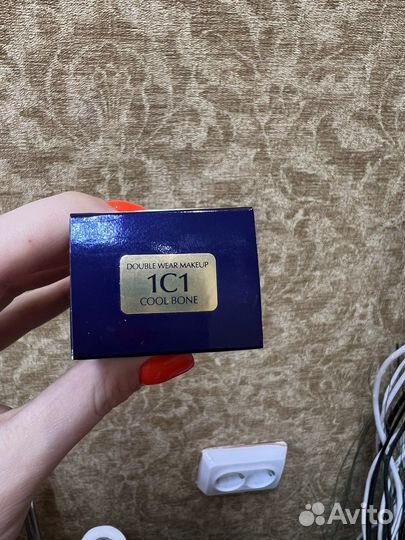 DOUBLE WEAR MAKEUP
1C1
COOL BONE
Avito